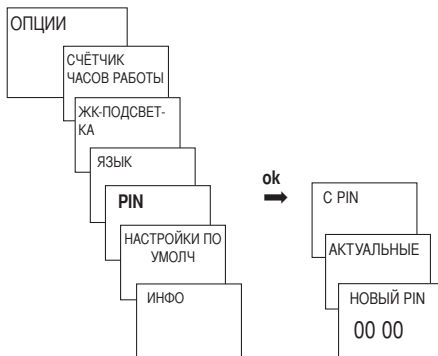 ОПЦИИ
СЧЁТЧИК
ЧАСОВ РАБОТЫ
ЖК-ПОДСВЕТ-
КА
ЯЗЫК
PIN
НАСТРОЙКИ ПО
УМОЛЧ
ИНФО
ok
С PIN
АКТУАЛЬНЫЕ
НОВЫЙ PIN
00 00